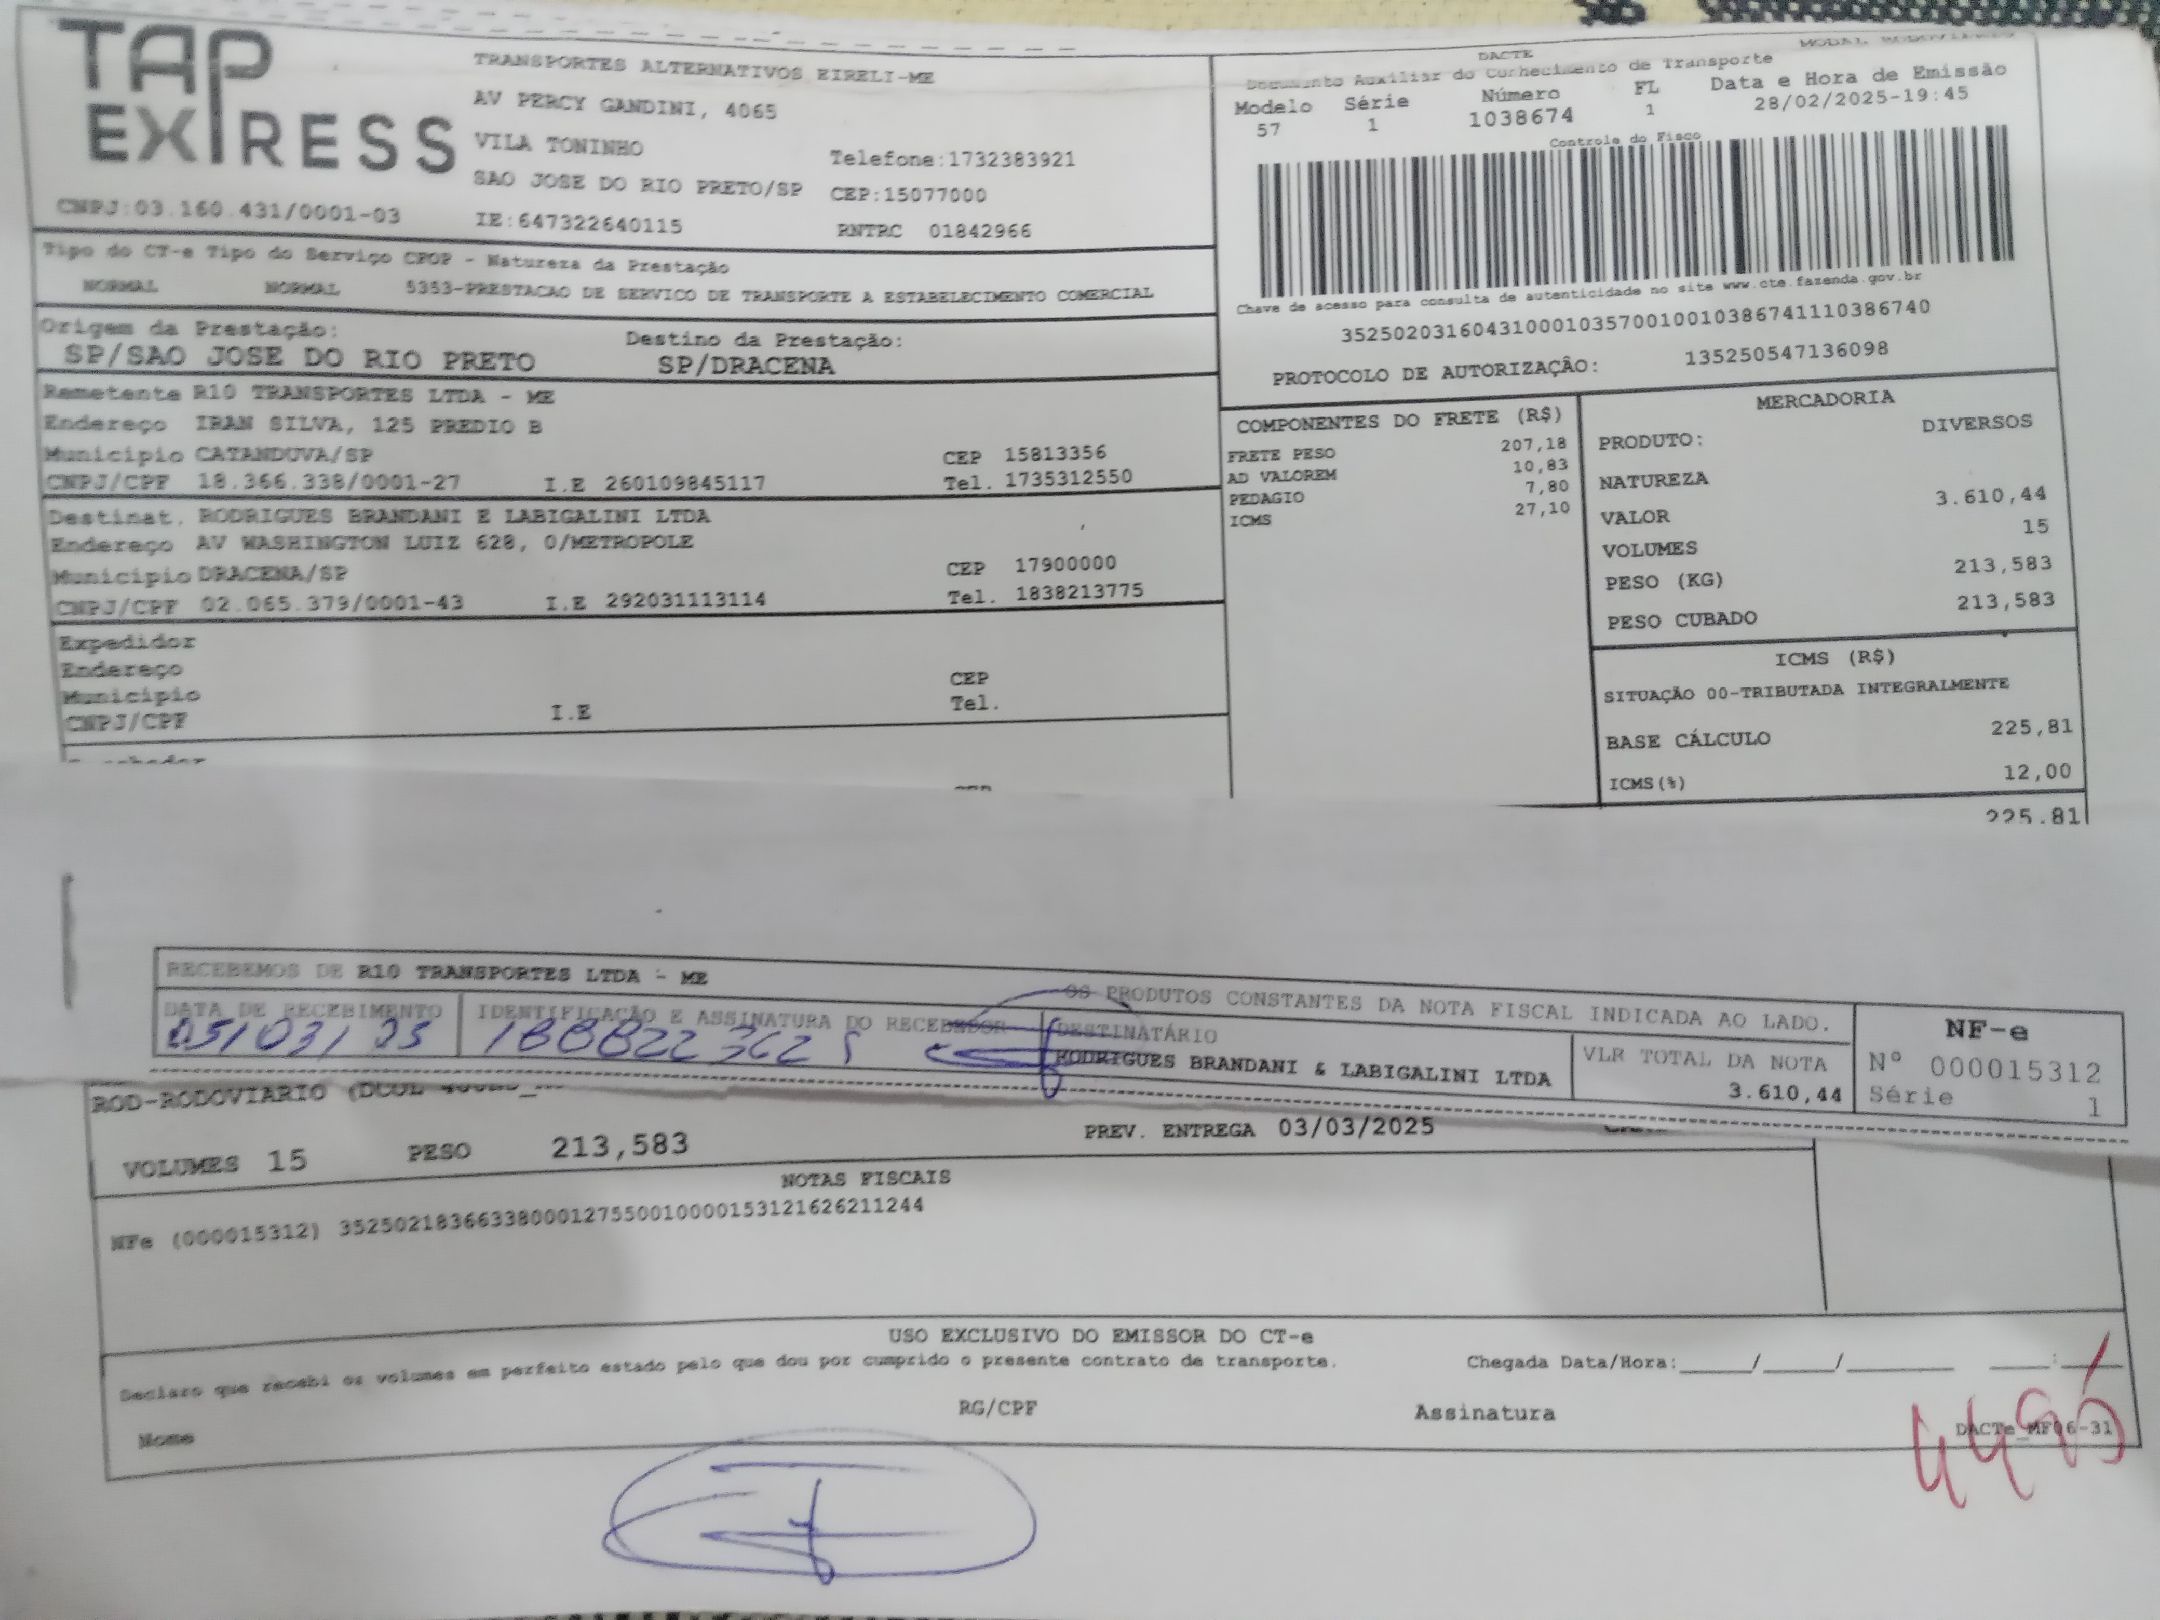 TAP
EXPRESS
CNPJ:03.160.431/0001-03
TRANSPORTES ALTERNATIVOS EIRELI-ME
AV PERCY GANDINI, 4065
VILA TONINHO
Telefone:1732383921
SAO JOSE DO RIO PRETO/SP CEP:15077000
IE:647322640115 RNTRC 01842966
DACTE MODAL RODOVIARIO
Documento Auxiliar do Conhecimento de Transporte
Modelo Série Número FL Data e Hora de Emissão
57 1 1038674 1 28/02/2025-19:45
Controle do Fisco
Chave de acesso para consulta de autenticidade no site www.cte.fazenda.gov.br
35250203160431000103570010010386741110386740
PROTOCOLO DE AUTORIZAÇÃO: 135250547136098
Tipo do CT-e Tipo do Serviço CFOP - Natureza da Prestação
NORMAL NORMAL 5353-PRESTACAO DE SERVICO DE TRANSPORTE A ESTABELECIMENTO COMERCIAL
Origem da Prestação: Destino da Prestação:
SP/SAO JOSE DO RIO PRETO SP/DRACENA
Remetente R10 TRANSPORTES LTDA - ME
Endereço IRAN SILVA, 125 PREDIO B
Municipio CATANDUVA/SP CEP 15813356
CNPJ/CPF 18.366.338/0001-27 I.E 260109845117 Tel. 1735312550
Destinat. RODRIGUES BRANDANI E LABIGALINI LTDA
Endereço AV WASHINGTON LUIZ 628, 0/METROPOLE
Municipio DRACENA/SP CEP 17900000
CNPJ/CPF 02.065.379/0001-43 I.E 292031113114 Tel. 1838213775
Expedidor
Endereço
Municipio CEP
CNPJ/CPF I.E Tel.
COMPONENTES DO FRETE (R$)
FRETE PESO 207,18
AD VALOREM 10,83
PEDAGIO 7,80
ICMS 27,10
MERCADORIA
PRODUTO: DIVERSOS
NATUREZA
VALOR 3.610,44
VOLUMES 15
PESO (KG) 213,583
PESO CUBADO 213,583
ICMS (R$)
SITUAÇÃO 00-TRIBUTADA INTEGRALMENTE
BASE CÁLCULO 225,81
ICMS(%) 12,00
225.81
RECEBEMOS DE R10 TRANSPORTES LTDA - ME OS PRODUTOS CONSTANTES DA NOTA FISCAL INDICADA AO LADO.
DATA DE RECEBIMENTO IDENTIFICAÇÃO E ASSINATURA DO RECEBEDOR DESTINATÁRIO
RODRIGUES BRANDANI & LABIGALINI LTDA
VLR TOTAL DA NOTA
3.610,44
NF-e
Nº 000015312
Série 1
ROD-RODOVIARIO
VOLUMES 15 PESO 213,583 PREV. ENTREGA 03/03/2025
NOTAS FISCAIS
NFe (000015312) 35250218366338000127550010000153121626211244
USO EXCLUSIVO DO EMISSOR DO CT-e
Declaro que recebi os volumes em perfeito estado pelo que dou por cumprido o presente contrato de transporte. Chegada Data/Hora:____/____/______ ___:___
Nome RG/CPF Assinatura
DACTe_MF06-31